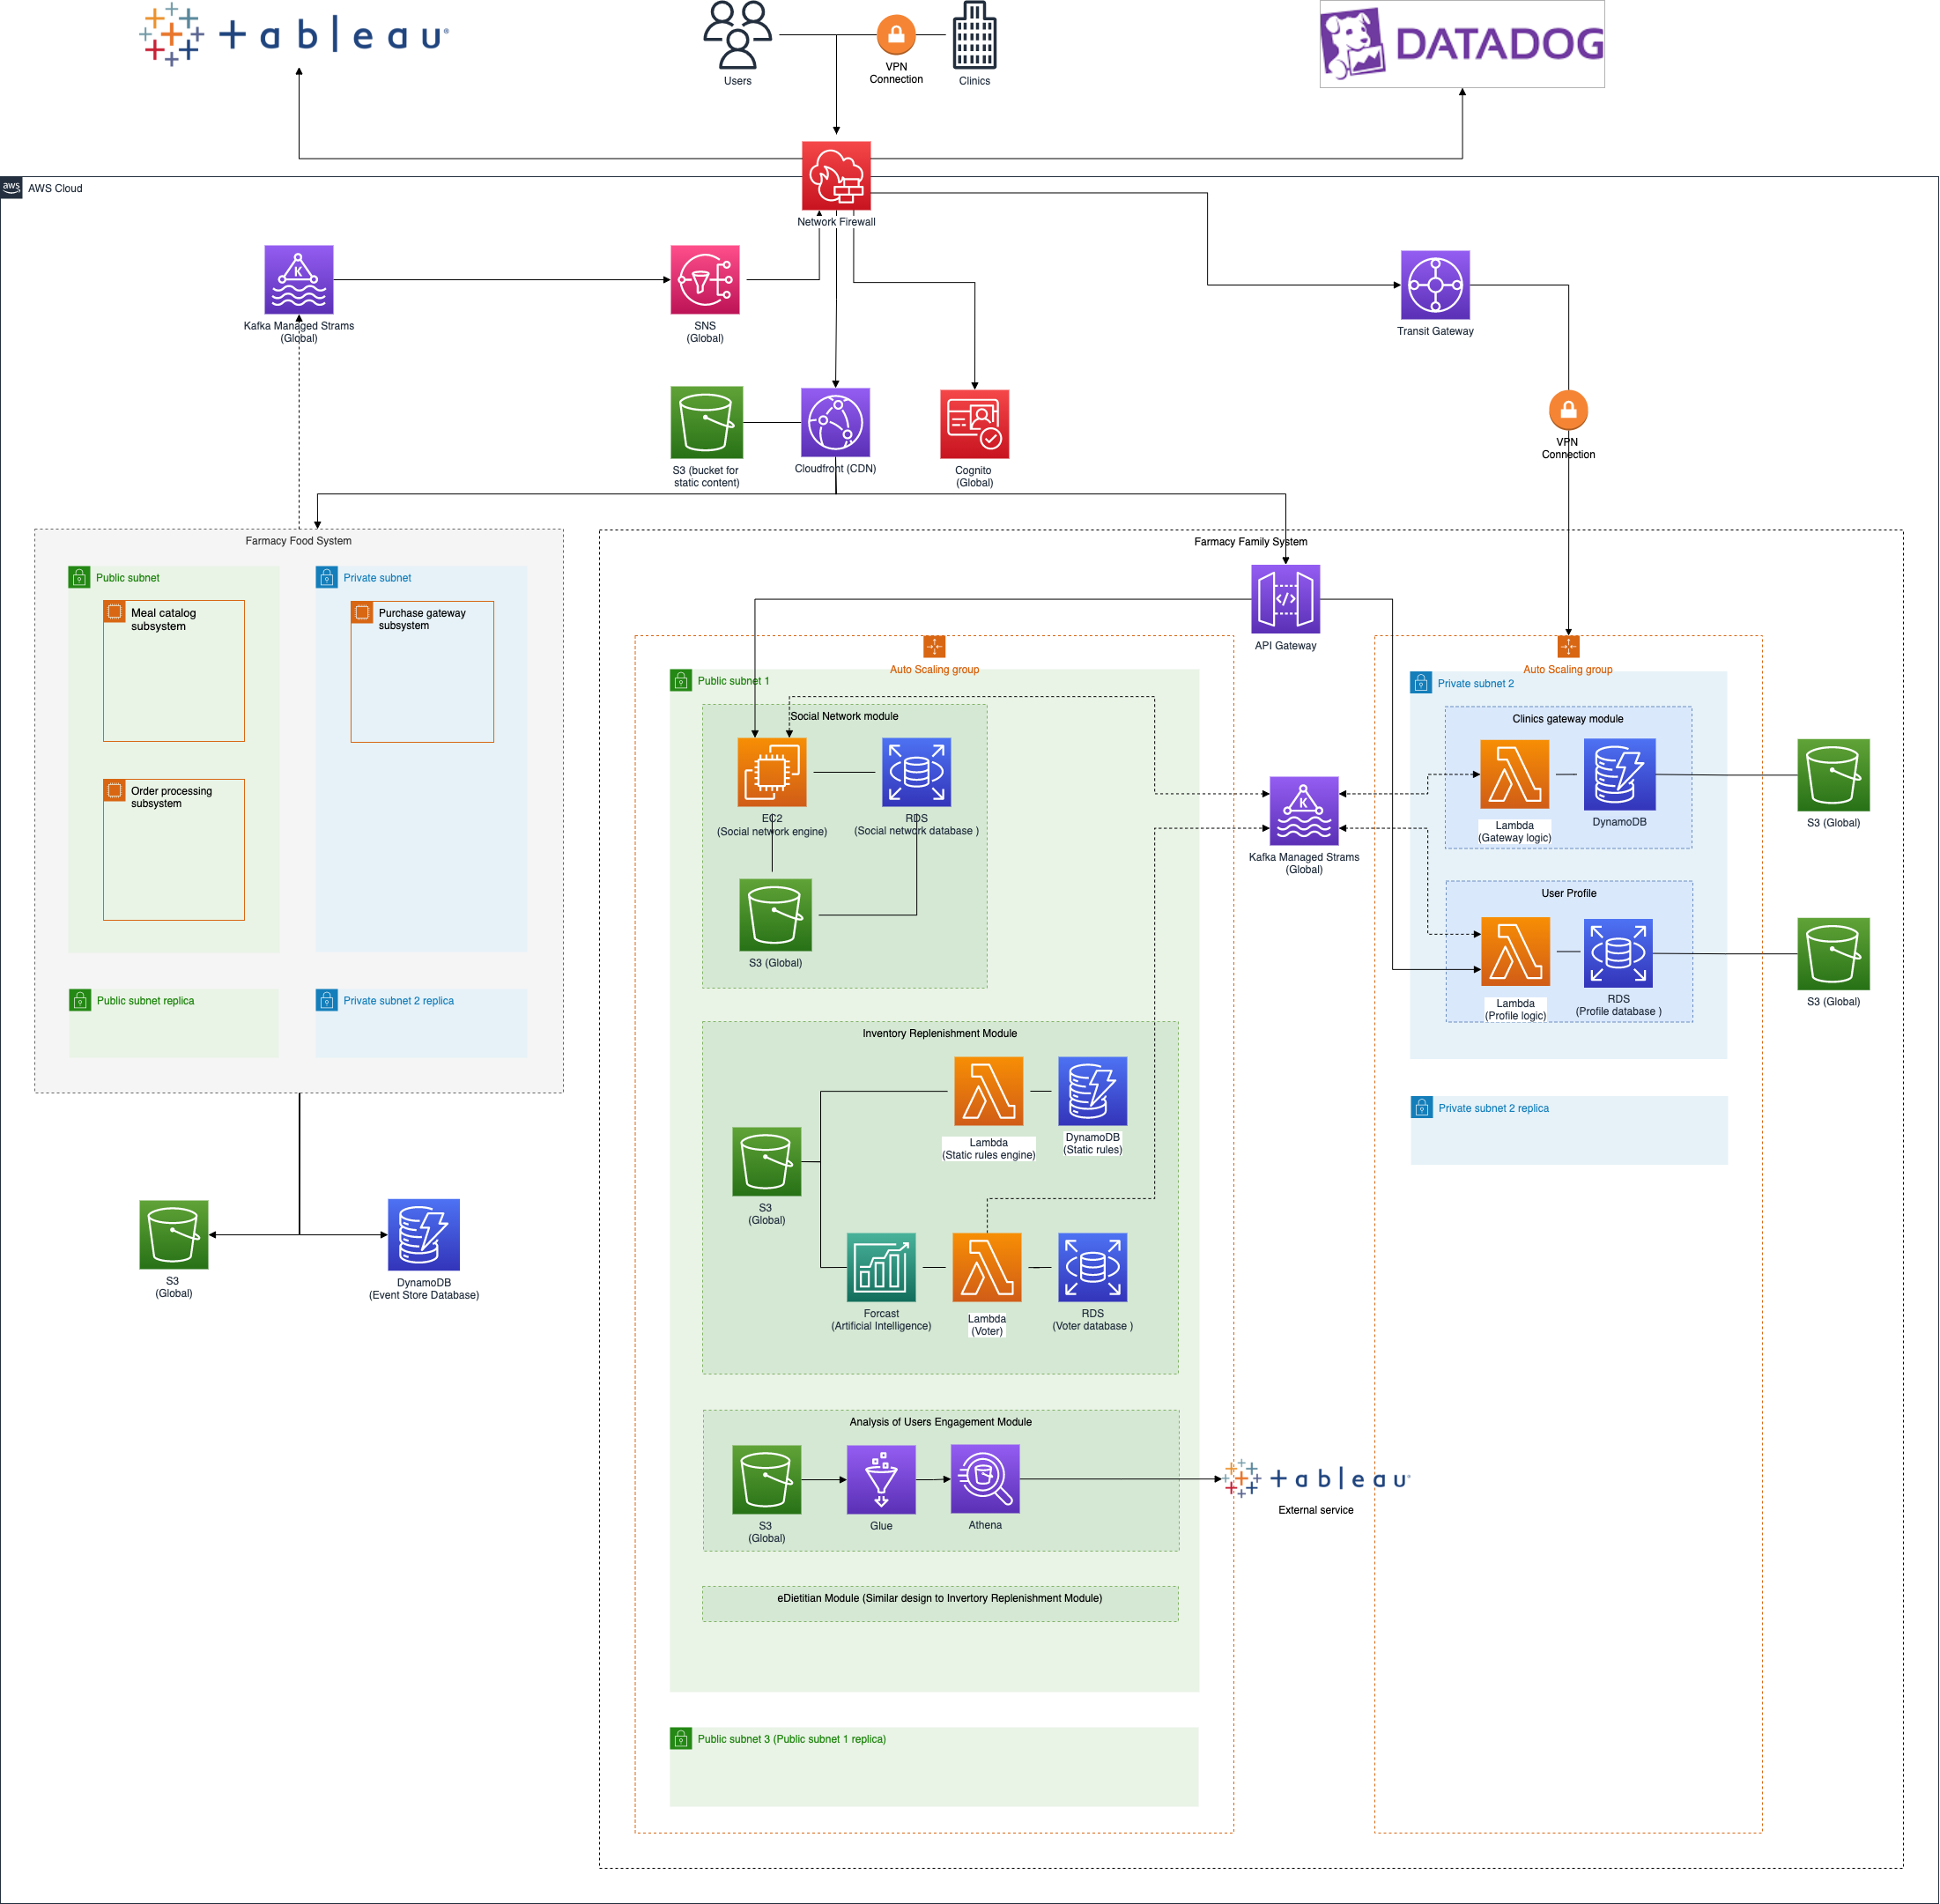 +ableau
Users
VPN
Connection
Clinics
DATADOG
aws
AWS Cloud
Network Firewall
Kafka Managed Strams
(Global)
SNS
(Global)
Transit Gateway
S3 (bucket for
static content)
Cloudfront (CDN)
Cognito
(Global)
VPN
Connection
Farmacy Food System
Public subnet
Meal catalog
subsystem
Order processing
subsystem
Private subnet
Purchase gateway
subsystem
Public subnet replica
Private subnet 2 replica
S3
(Global)
DynamoDB
(Event Store Database)
Farmacy Family System
API Gateway
Auto Scaling group
Public subnet 1
Social Network module
EC2
(Social network engine)
RDS
(Social network database )
S3 (Global)
Kafka Managed Strams
(Global)
Inventory Replenishment Module
Lambda
(Static rules engine)
DynamoDB
(Static rules)
S3
(Global)
Forcast
(Artificial Intelligence)
Lambda
(Voter)
RDS
(Voter database )
Analysis of Users Engagement Module
S3
(Global)
Glue
Athena
+ableau
External service
eDietitian Module (Similar design to Invertory Replenishment Module)
Public subnet 3 (Public subnet 1 replica)
Auto Scaling group
Private subnet 2
Clinics gateway module
Lambda
(Gateway logic)
DynamoDB
S3 (Global)
User Profile
Lambda
(Profile logic)
RDS
(Profile database )
S3 (Global)
Private subnet 2 replica